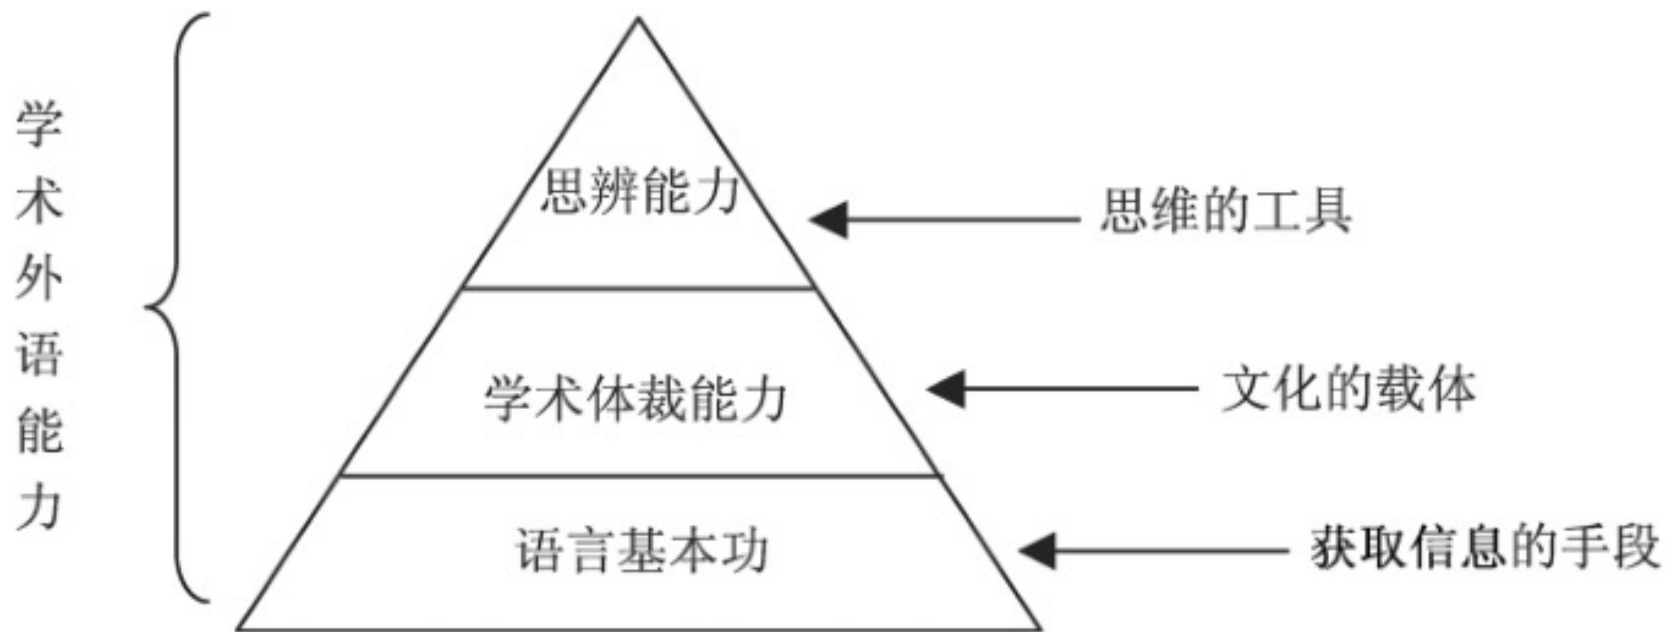 学术外语能力
思辨能力
思维的工具
学术体裁能力
文化的载体
语言基本功
获取信息的手段